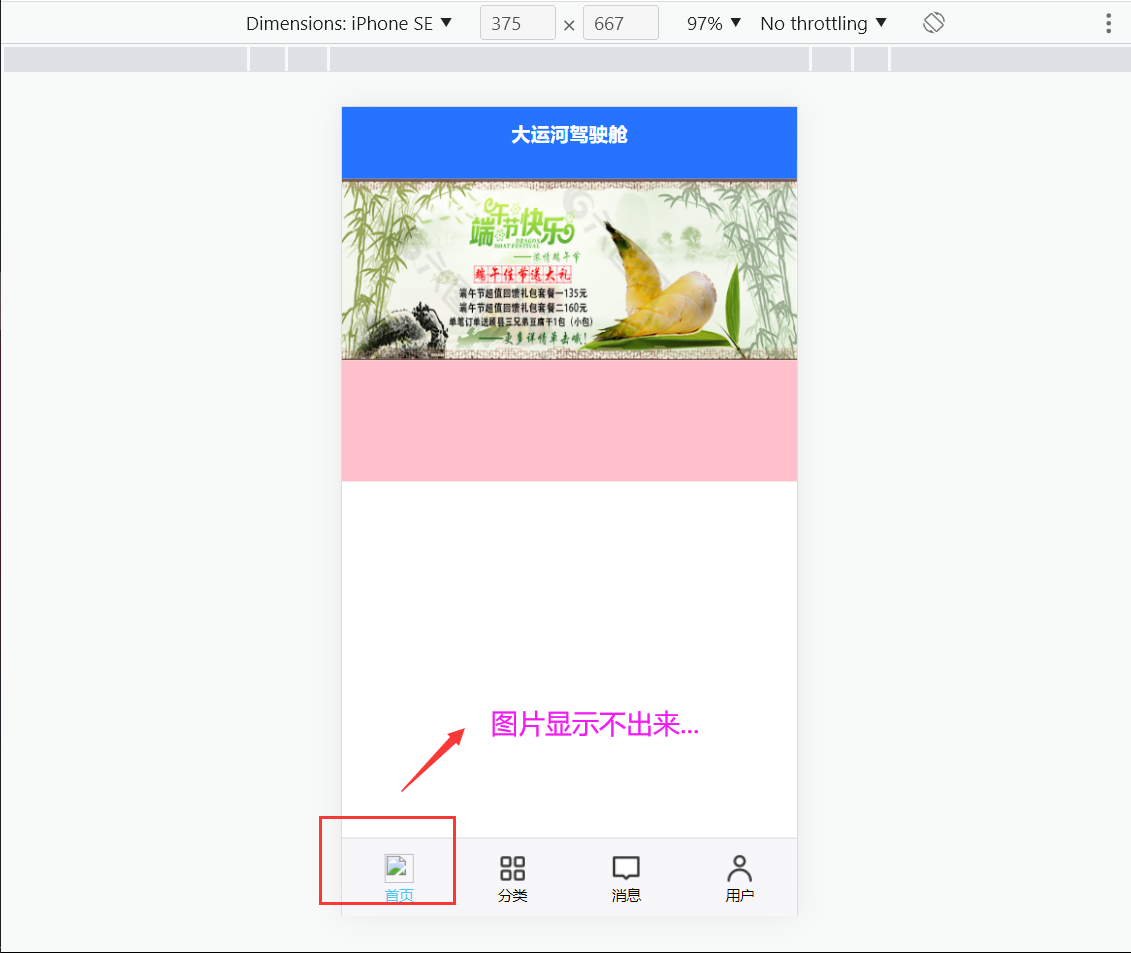 Dimensions: iPhone SE ▼ 375 × 667 97% ▼ No throttling ▼
大运河驾驶舱
端午节快乐
DRAGON
BOAT FESTIVAL
——浓情端午节
端午佳节送大礼
端午节超值回馈礼包套餐一135元
端午节超值回馈礼包套餐二160元
单笔订单送顾县三兄弟豆腐干1包（小包）
——更多详情单击哦!
图片显示不出来...
首页 分类 消息 用户